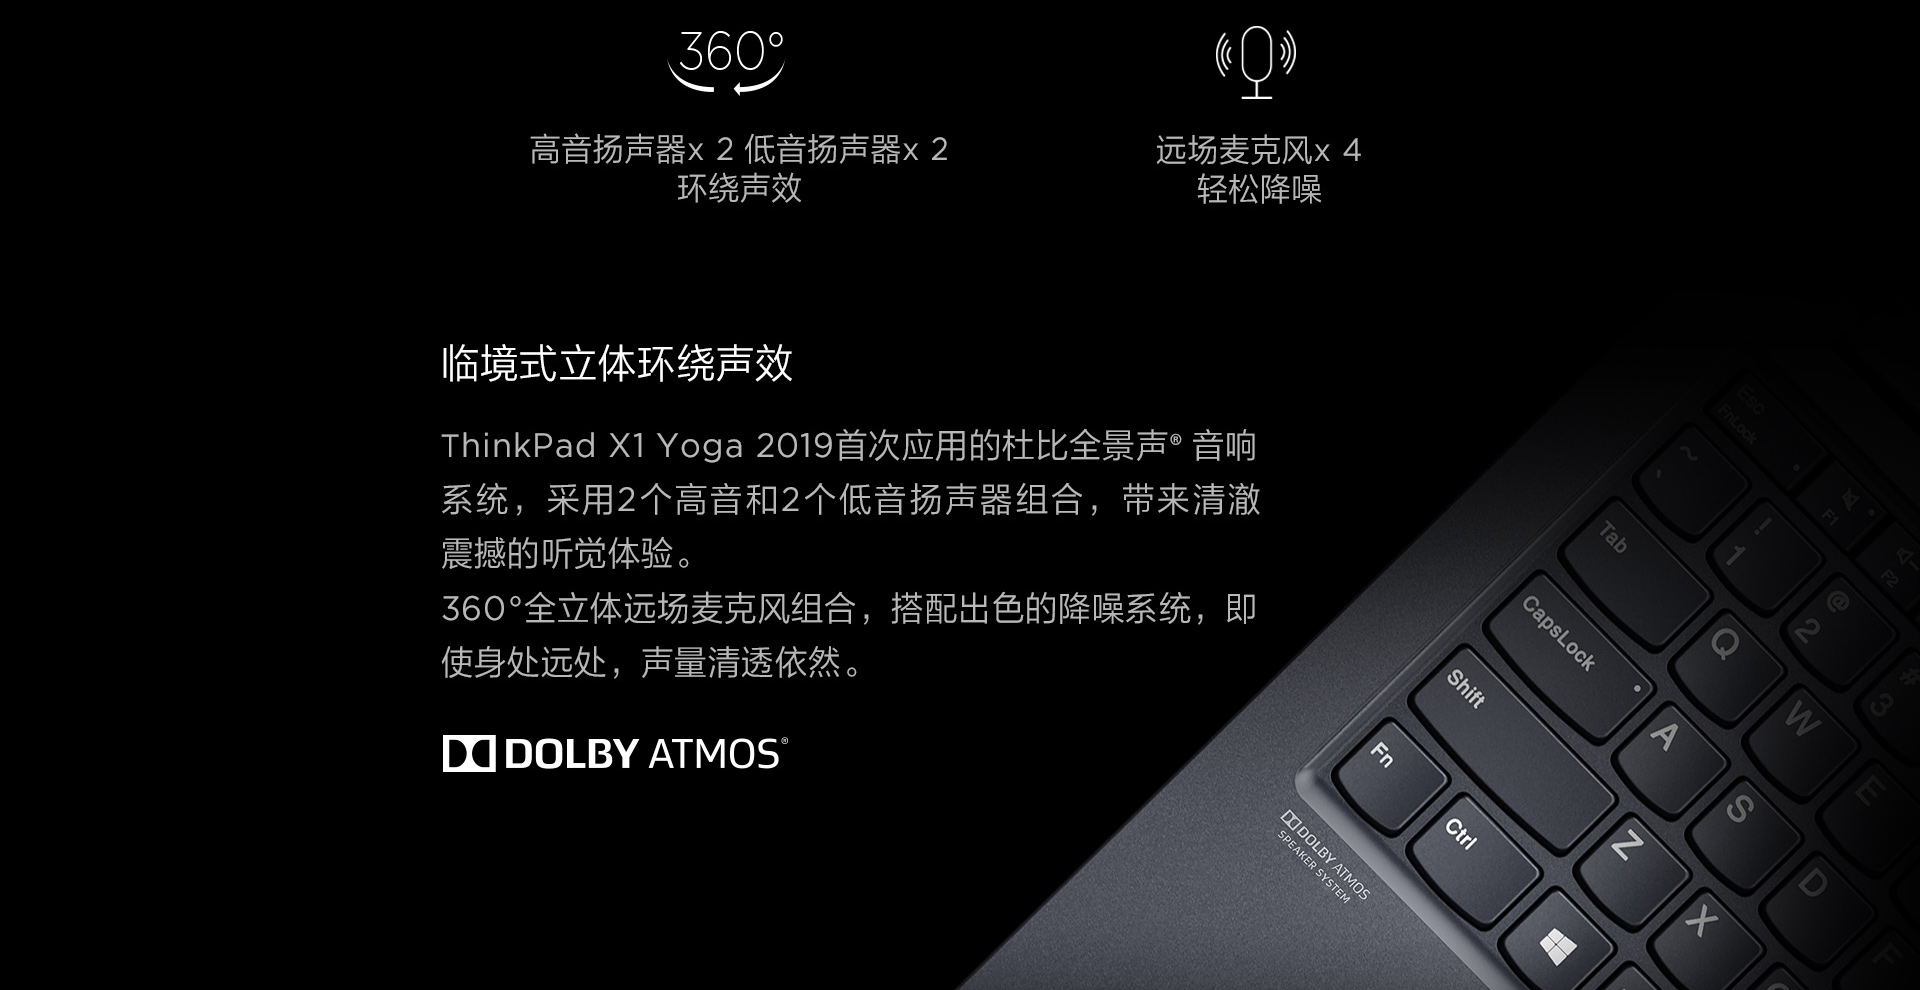 360°
高音扬声器x 2 低音扬声器x 2
环绕声效
远场麦克风x 4
轻松降噪
临境式立体环绕声效
ThinkPad X1 Yoga 2019首次应用的杜比全景声® 音响
系统，采用2个高音和2个低音扬声器组合，带来清澈
震撼的听觉体验。
360°全立体远场麦克风组合，搭配出色的降噪系统，即
使身处远处，声量清透依然。
DOLBY ATMOS®
DOLBY ATMOS
SPEAKER SYSTEM
Esc
FnLock
F1
F2
~
`
!
1
@
2
#
3
Tab
Q
W
E
CapsLock
A
S
D
F
Shift
Z
X
Fn
Ctrl